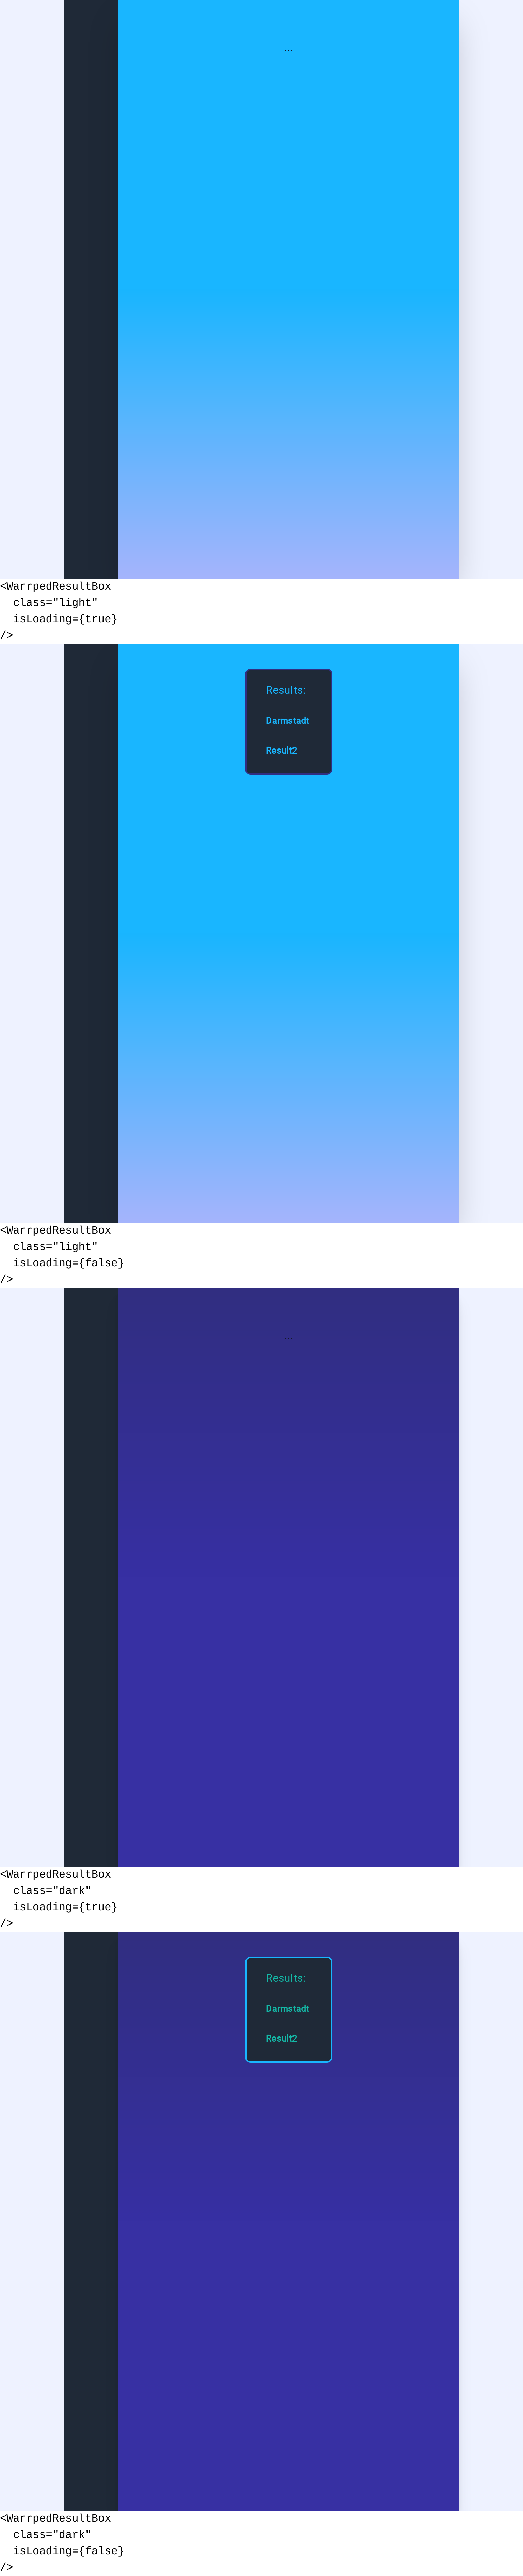 ...
<WarrpedResultBox
  class="light"
  isLoading={true}
/>
Results:
Darmstadt
Result2
<WarrpedResultBox
  class="light"
  isLoading={false}
/>
...
<WarrpedResultBox
  class="dark"
  isLoading={true}
/>
Results:
Darmstadt
Result2
<WarrpedResultBox
  class="dark"
  isLoading={false}
/>